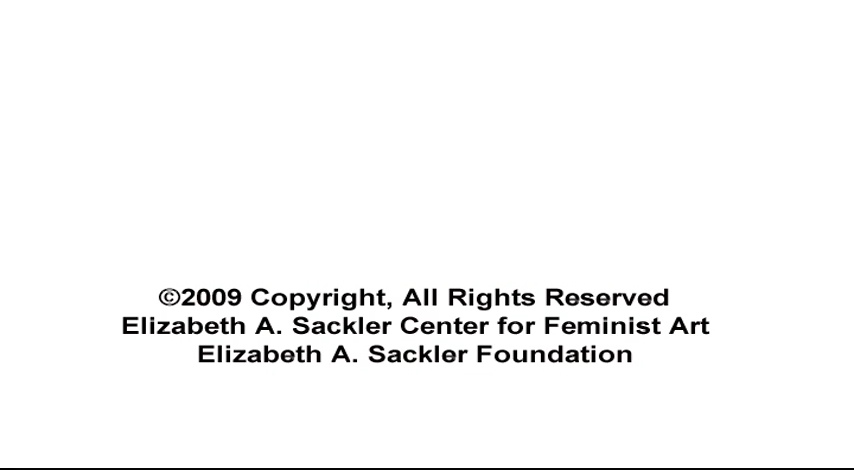 ©2009 Copyright, All Rights Reserved
Elizabeth A. Sackler Center for Feminist Art
Elizabeth A. Sackler Foundation